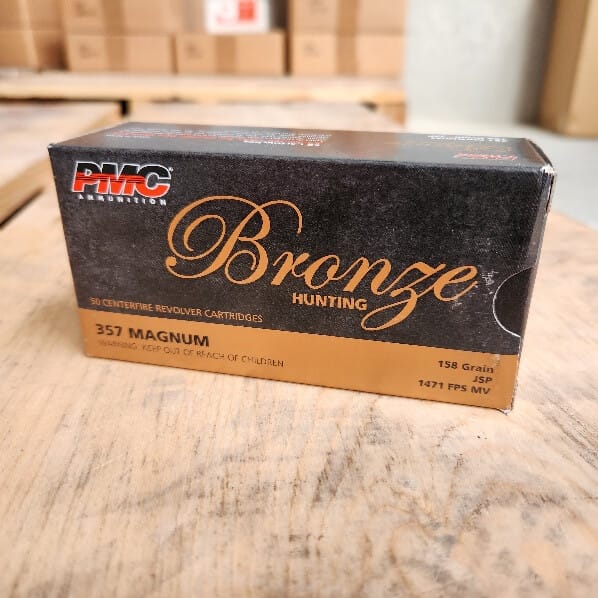 PMC
AMMUNITION
Bronze
HUNTING
50 CENTERFIRE REVOLVER CARTRIDGES
357 MAGNUM
WARNING: KEEP OUT OF REACH OF CHILDREN
158 Grain
JSP
1471 FPS MV